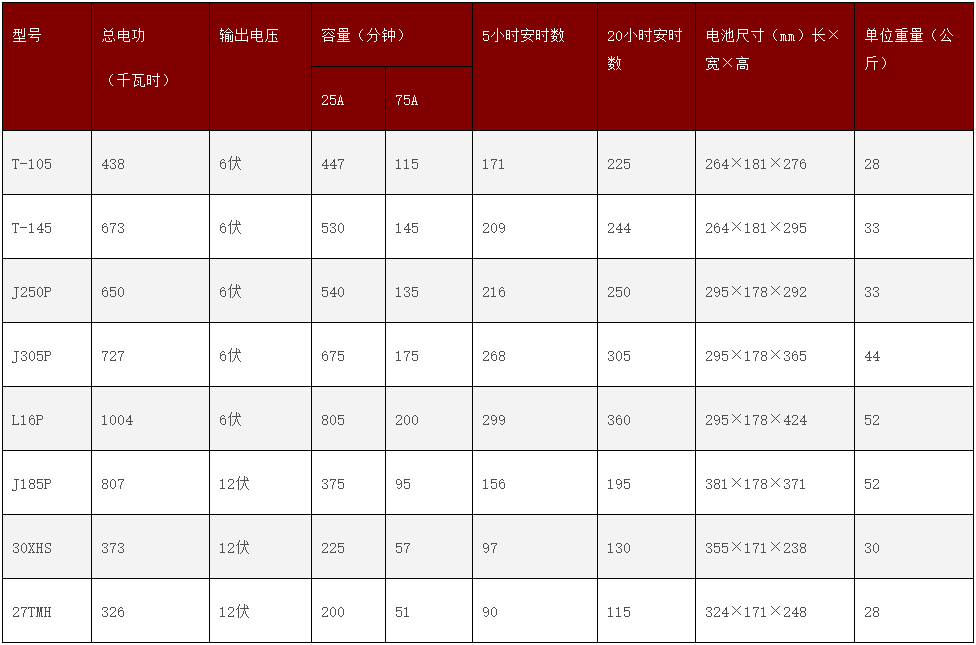 型号 总电功 输出电压 容量（分钟） 5小时安时数 20小时安时 电池尺寸（mm）长× 单位重量（公
（千瓦时） 数 宽×高 斤）
25A 75A
T-105 438 6伏 447 115 171 225 264×181×276 28
T-145 673 6伏 530 145 209 244 264×181×295 33
J250P 650 6伏 540 135 216 250 295×178×292 33
J305P 727 6伏 675 175 268 305 295×178×365 44
L16P 1004 6伏 805 200 299 360 295×178×424 52
J185P 807 12伏 375 95 156 195 381×178×371 52
30XHS 373 12伏 225 57 97 130 355×171×238 30
27TMH 326 12伏 200 51 90 115 324×171×248 28